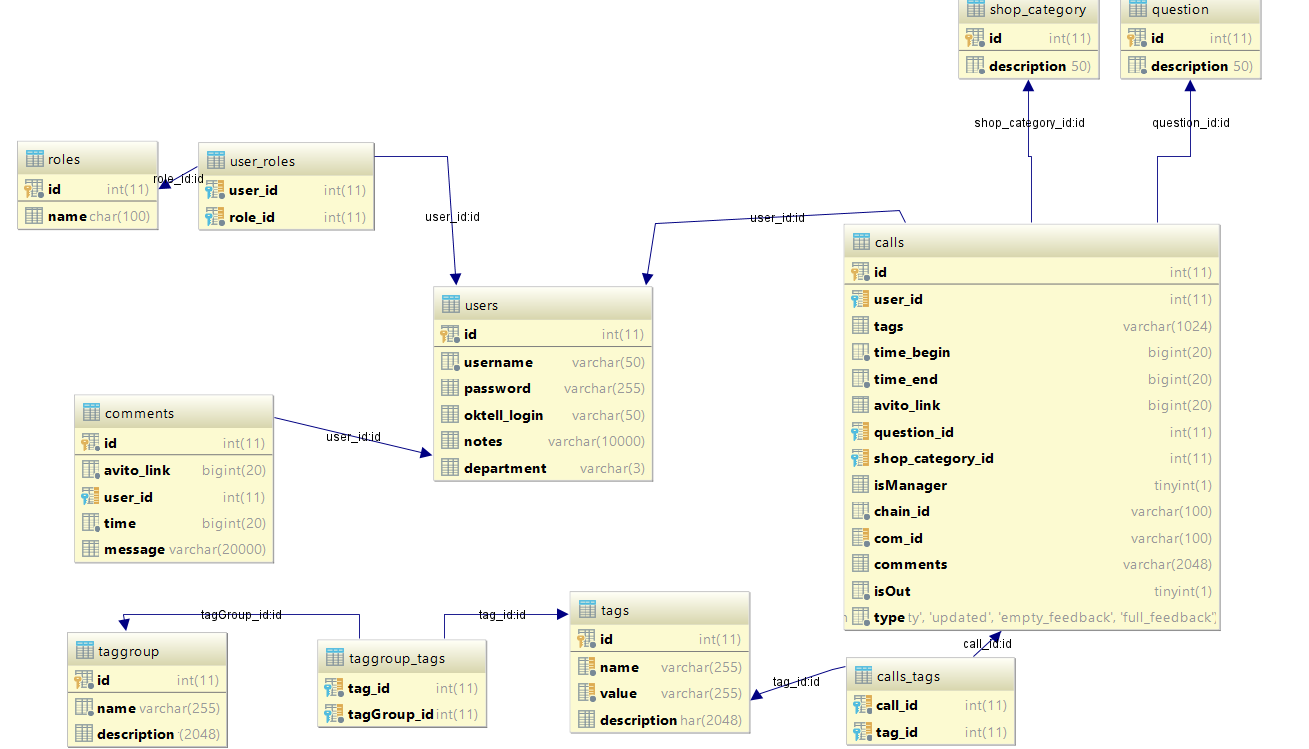 shop_category
id int(11)
description 50)
question
id int(11)
description 50)
shop_category_id:id
question_id:id
roles
id int(11)
name char(100)
role_id:id
user_roles
user_id int(11)
role_id int(11)
user_id:id
user_id:id
users
id int(11)
username varchar(50)
password varchar(255)
oktell_login varchar(50)
notes varchar(10000)
department varchar(3)
calls
id int(11)
user_id int(11)
tags varchar(1024)
time_begin bigint(20)
time_end bigint(20)
avito_link bigint(20)
question_id int(11)
shop_category_id int(11)
isManager tinyint(1)
chain_id varchar(100)
com_id varchar(100)
comments varchar(2048)
isOut tinyint(1)
type ty', 'updated', 'empty_feedback', 'full_feedback',
comments
id int(11)
avito_link bigint(20)
user_id int(11)
time bigint(20)
message varchar(20000)
user_id:id
tagGroup_id:id
tag_id:id
taggroup
id int(11)
name varchar(255)
description (2048)
taggroup_tags
tag_id int(11)
tagGroup_id int(11)
tags
id int(11)
name varchar(255)
value varchar(255)
description har(2048)
call_id:id
tag_id:id
calls_tags
call_id int(11)
tag_id int(11)